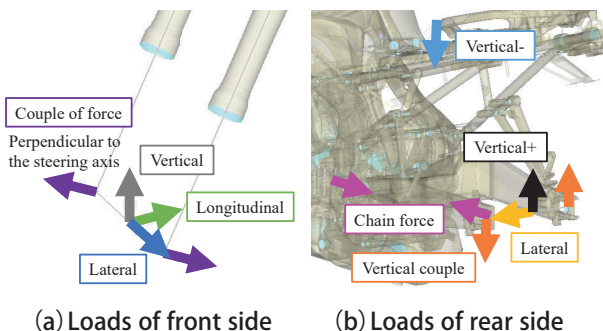 Couple of force
Perpendicular to
the steering axis
Vertical
Longitudinal
Lateral
(a) Loads of front side
Vertical-
Vertical+
Chain force
Lateral
Vertical couple
(b) Loads of rear side